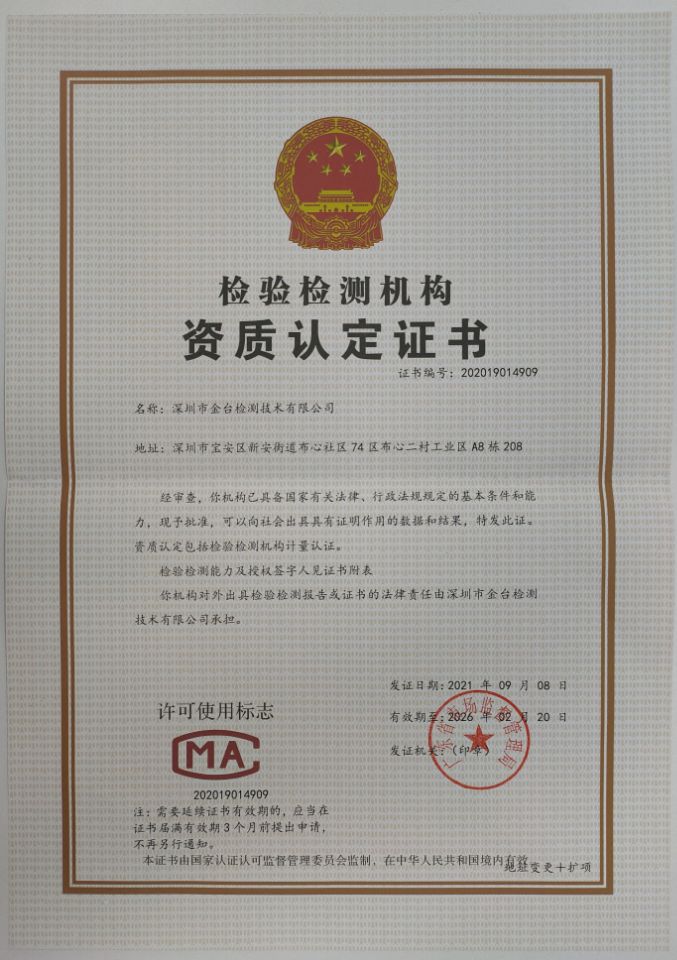 检验检测机构
资质认定证书
证书编号：202019014909
名称：深圳市金台检测技术有限公司
地址：深圳市宝安区新安街道布心社区74区布心二村工业区A8栋208
经审查，你机构已具备国家有关法律、行政法规规定的基本条件和能
力，现予批准，可以向社会出具具有证明作用的数据和结果，特发此证。
资质认定包括检验检测机构计量认证。
检验检测能力及授权签字人见证书附表
你机构对外出具检验检测报告或证书的法律责任由深圳市金台检测
技术有限公司承担。
许可使用标志
MA
202019014909
注：需要延续证书有效期的，应当在
证书届满有效期3个月前提出申请，
不再另行通知。
发证日期：2021 年 09 月 08 日
有效期至：2026 年 02 月 20 日
发证机关：(印章)
广东省市场监督管理局
本证书由国家认证认可监督管理委员会监制，在中华人民共和国境内有效
地址变更＋扩项